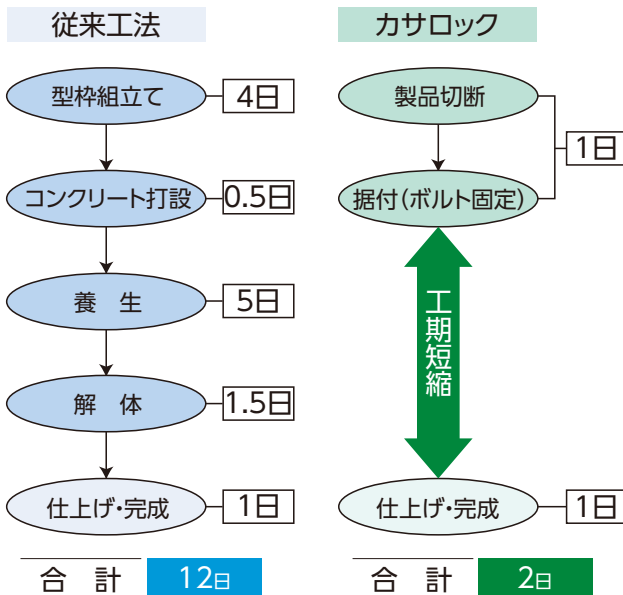 従来工法
型枠組立て
4日
コンクリート打設
0.5日
養 生
5日
解 体
1.5日
仕上げ・完成
1日
合 計
12日
カサロック
製品切断
据付(ボルト固定)
1日
工期短縮
仕上げ・完成
1日
合 計
2日